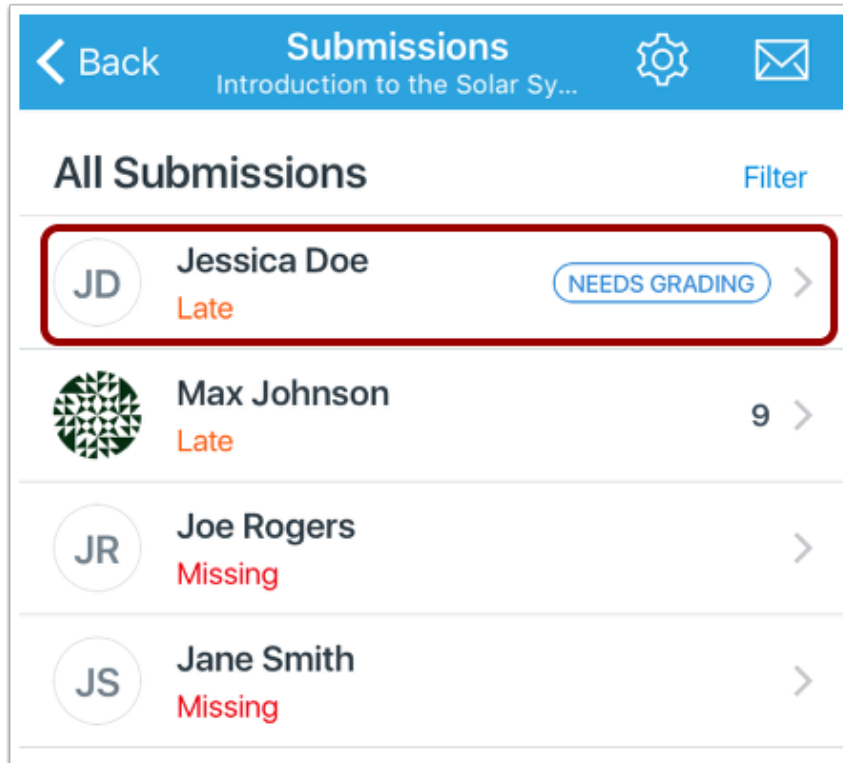 Back
Submissions
Introduction to the Solar Sy...
All Submissions
Filter
JD
Jessica Doe
Late
NEEDS GRADING
Max Johnson
Late
9
JR
Joe Rogers
Missing
JS
Jane Smith
Missing